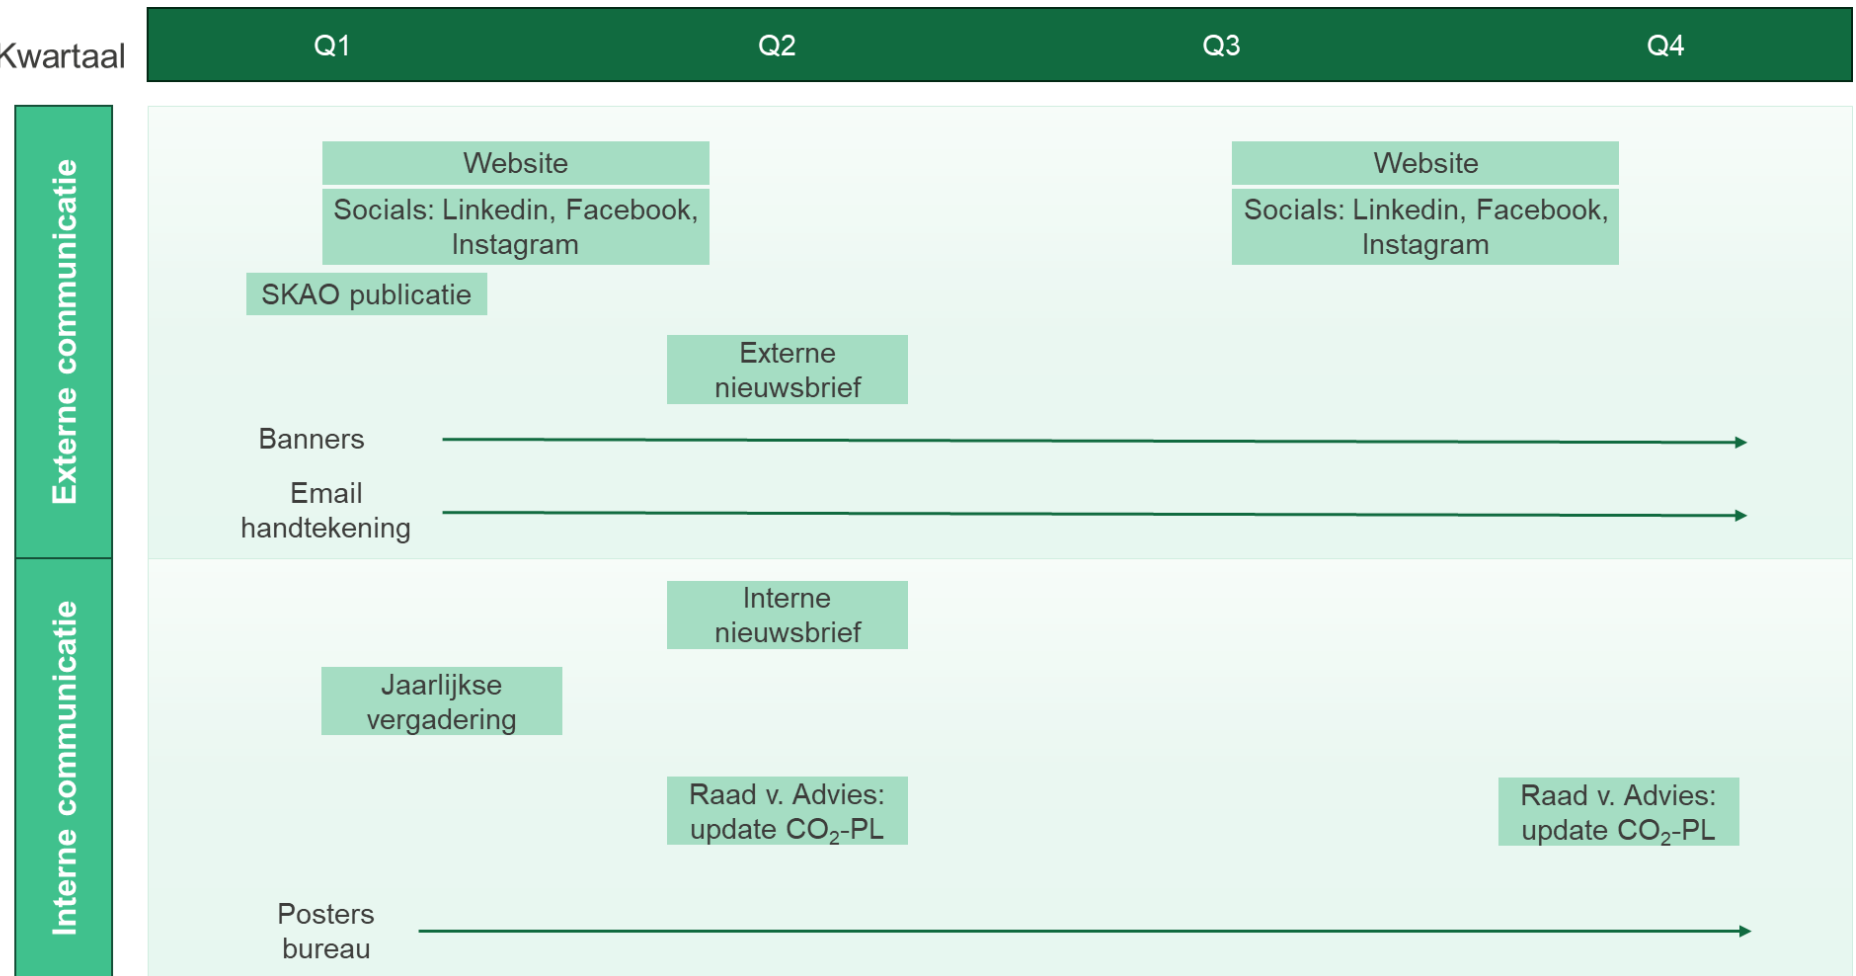 Kwartaal
Q1
Q2
Q3
Q4
Externe communicatie
Website
Website
Socials: Linkedin, Facebook,
Instagram
Socials: Linkedin, Facebook,
Instagram
SKAO publicatie
Externe
nieuwsbrief
Banners
Email
handtekening
Interne communicatie
Interne
nieuwsbrief
Jaarlijkse
vergadering
Raad v. Advies:
update CO₂-PL
Raad v. Advies:
update CO₂-PL
Posters
bureau